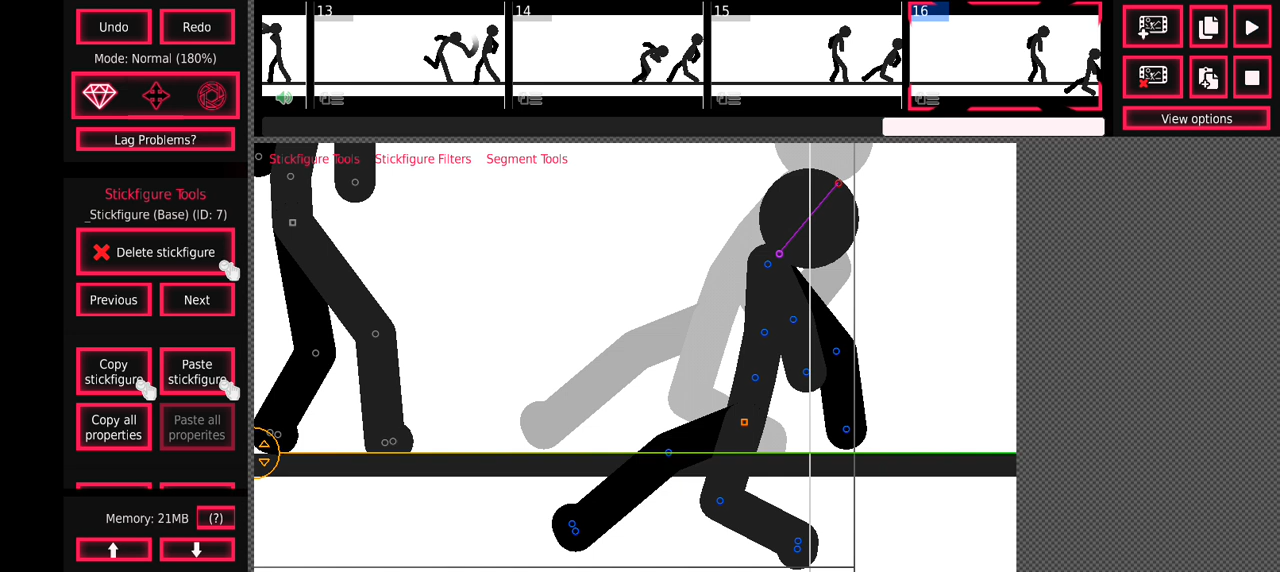 Undo
Redo
Mode: Normal (180%)
Lag Problems?
13
14
15
16
View options
Stickfigure Tools
Stickfigure Filters
Segment Tools
Stickfigure Tools
_Stickfigure (Base) (ID: 7)
Delete stickfigure
Previous
Next
Copy
stickfigure
Paste
stickfigure
Copy all
properties
Paste all
properites
Memory: 21MB
(?)